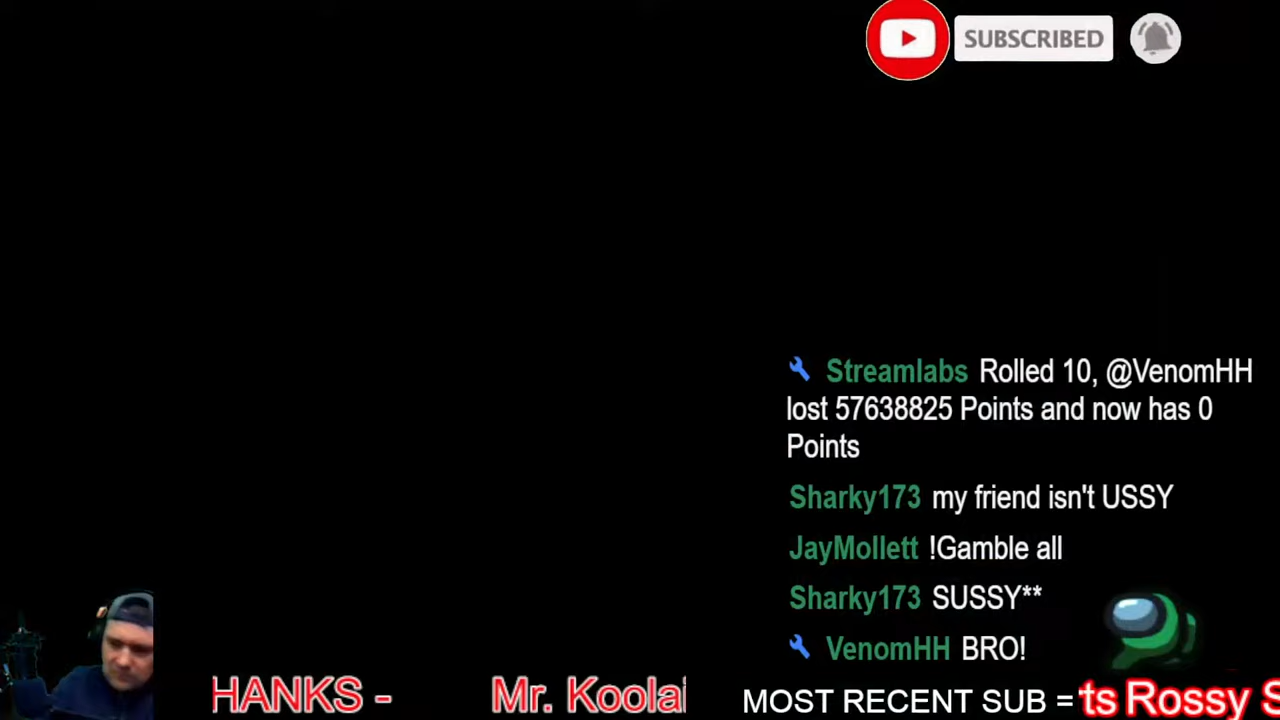 SUBSCRIBED
Streamlabs Rolled 10, @VenomHH
lost 57638825 Points and now has 0
Points
Sharky173 my friend isn't USSY
JayMollett !Gamble all
Sharky173 SUSSY**
VenomHH BRO!
HANKS - Mr. Koolai
MOST RECENT SUB = ts Rossy S